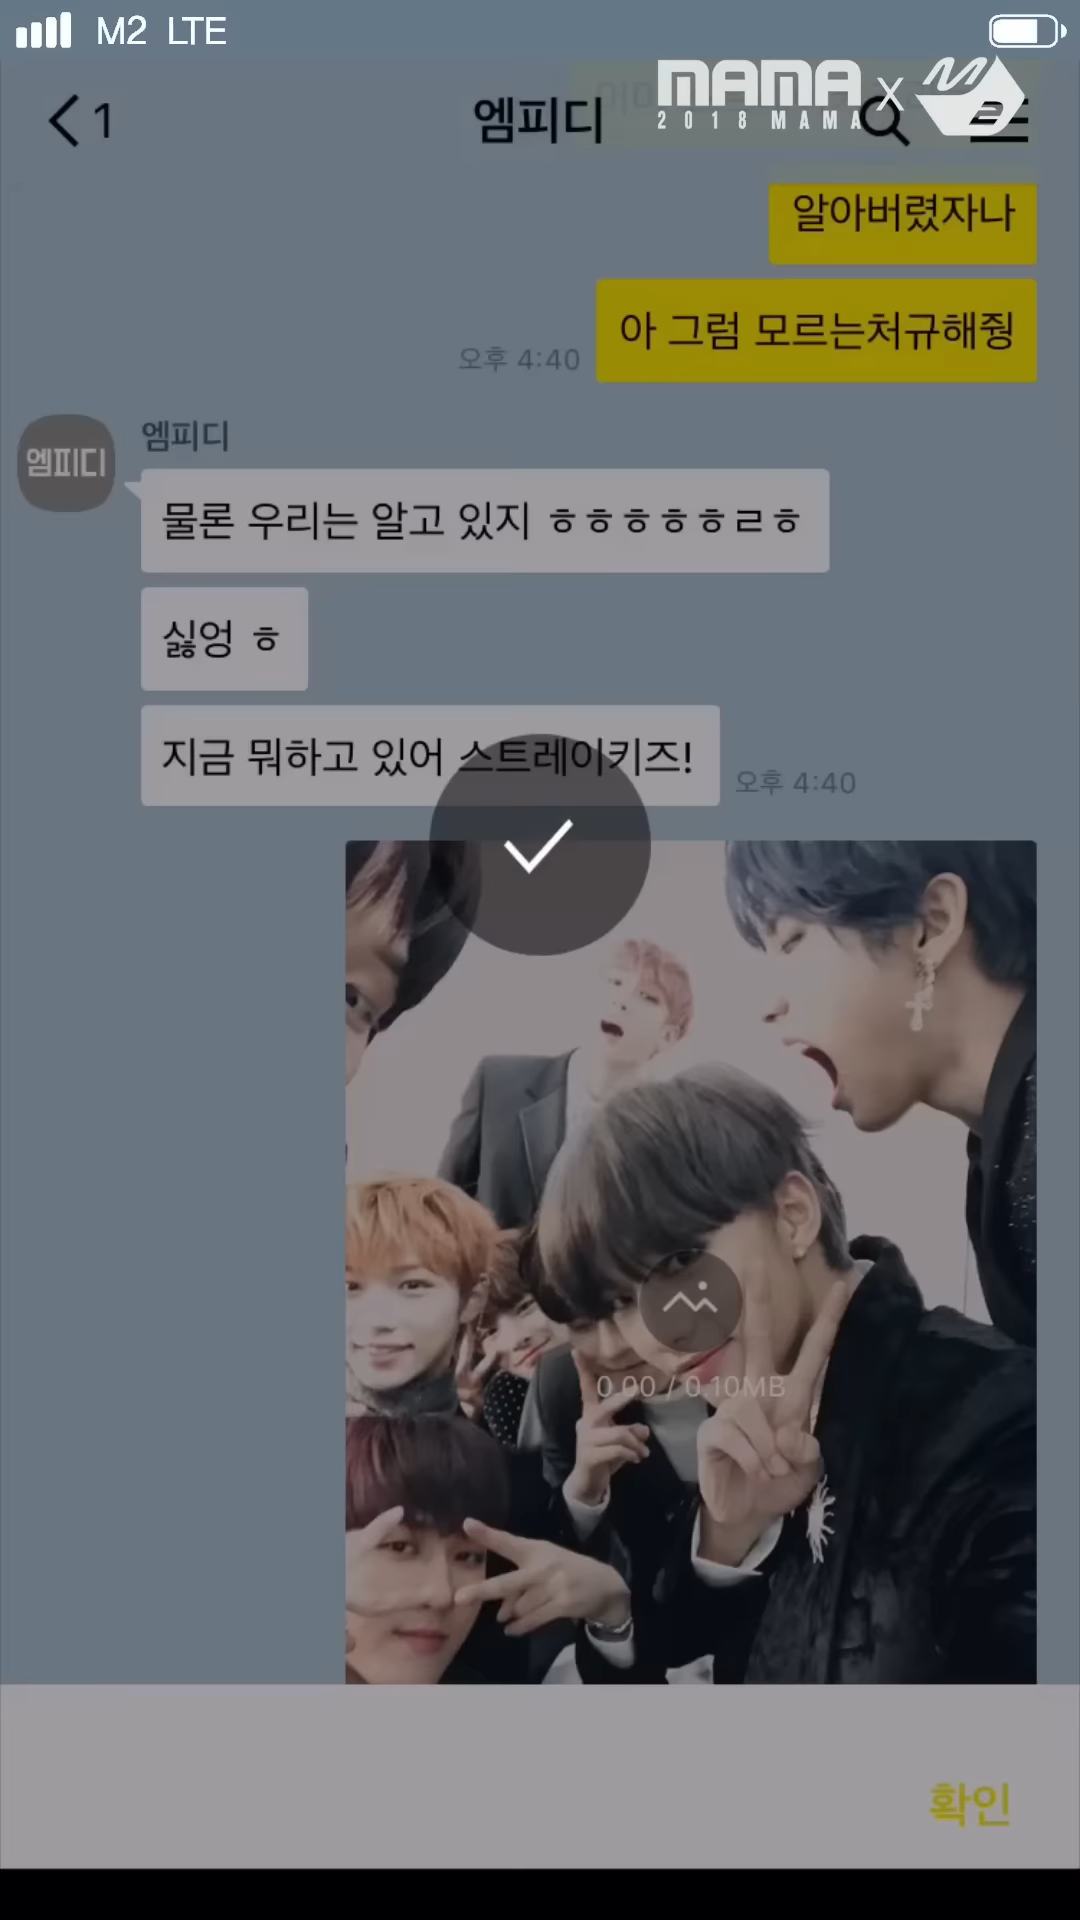 M2 LTE
MAMA X M2
2018 MAMA
1
엠피디
알아버렸자나
아 그럼 모르는처규해줭
오후 4:40
엠피디
엠피디
물론 우리는 알고 있지 ㅎㅎㅎㅎㅎㄹㅎ
싫엉 ㅎ
지금 뭐하고 있어 스트레이키즈!
오후 4:40
0.00 / 0.10MB
확인